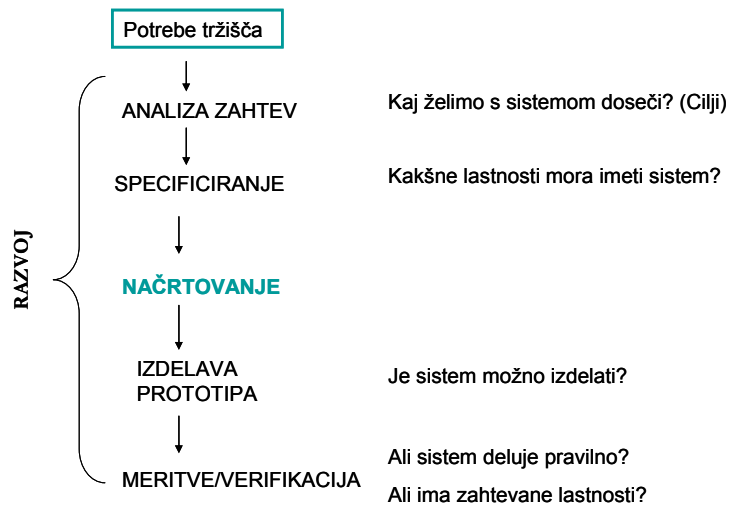 Potrebe tržišča
ANALIZA ZAHTEV
Kaj želimo s sistemom doseči? (Cilji)
SPECIFICIRANJE
Kakšne lastnosti mora imeti sistem?
RAZVOJ
NAČRTOVANJE
IZDELAVA
PROTOTIPA
Je sistem možno izdelati?
MERITVE/VERIFIKACIJA
Ali sistem deluje pravilno?
Ali ima zahtevane lastnosti?